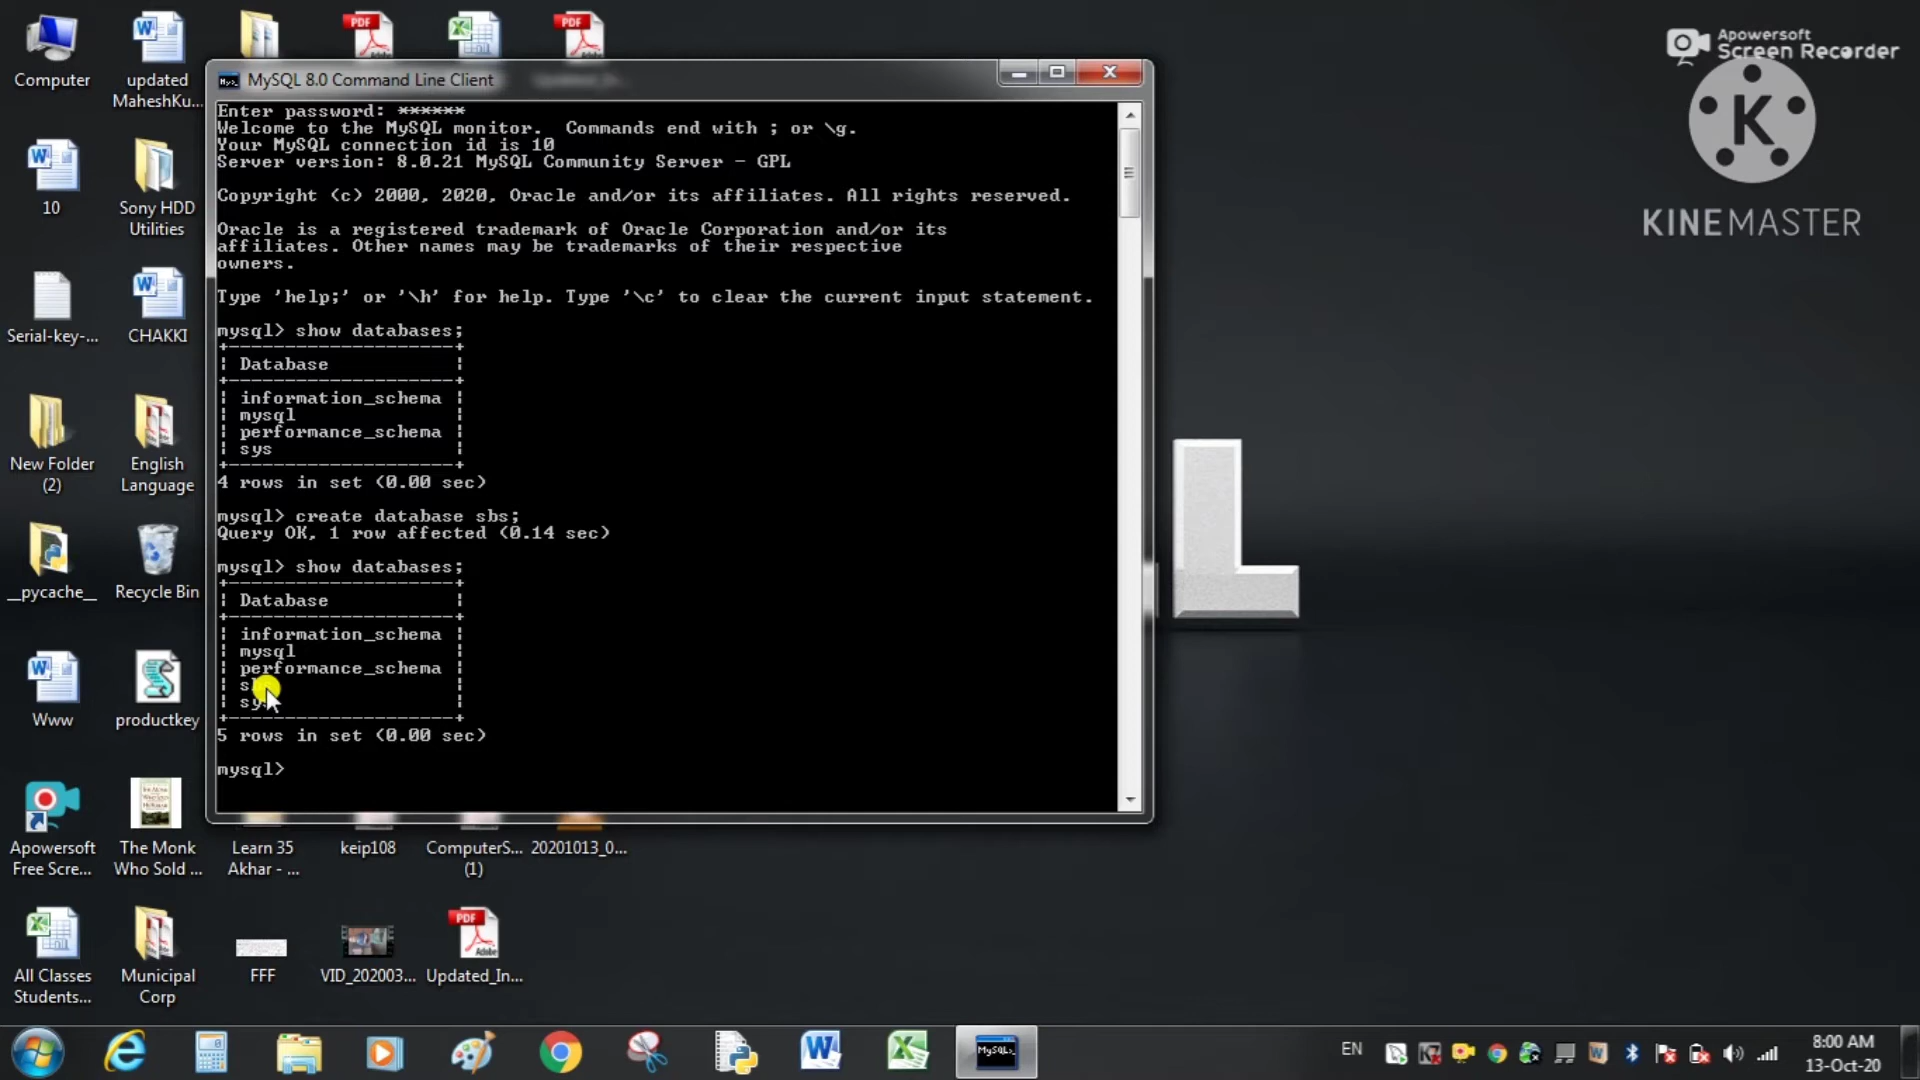 Apowersoft
Screen Recorder
K
KINEMASTER
Computer
updated
MaheshKu...
PDF
PDF
MySQL 8.0 Command Line Client
Enter password: ******
Welcome to the MySQL monitor.  Commands end with ; or \g.
Your MySQL connection id is 10
Server version: 8.0.21 MySQL Community Server - GPL
Copyright (c) 2000, 2020, Oracle and/or its affiliates. All rights reserved.
Oracle is a registered trademark of Oracle Corporation and/or its
affiliates. Other names may be trademarks of their respective
owners.
Type 'help;' or '\h' for help. Type '\c' to clear the current input statement.
mysql> show databases;
Database
information_schema
mysql
performance_schema
sys
4 rows in set (0.00 sec)
mysql> create database sbs;
Query OK, 1 row affected (0.14 sec)
mysql> show databases;
Database
information_schema
mysql
performance_schema
5 rows in set (0.00 sec)
mysql>
10
Sony HDD
Utilities
Serial-key-...
CHAKKI
New Folder
(2)
English
Language
__pycache__
Recycle Bin
Www
productkey
Apowersoft
Free Scre...
The Monk
Who Sold ...
Learn 35
Akhar - ...
keip108
ComputerS...
(1)
20201013_0...
All Classes
Students...
Municipal
Corp
FFF
VID_202003...
PDF
Adobe
Updated_In...
L
MySQL
EN
8:00 AM
13-Oct-20